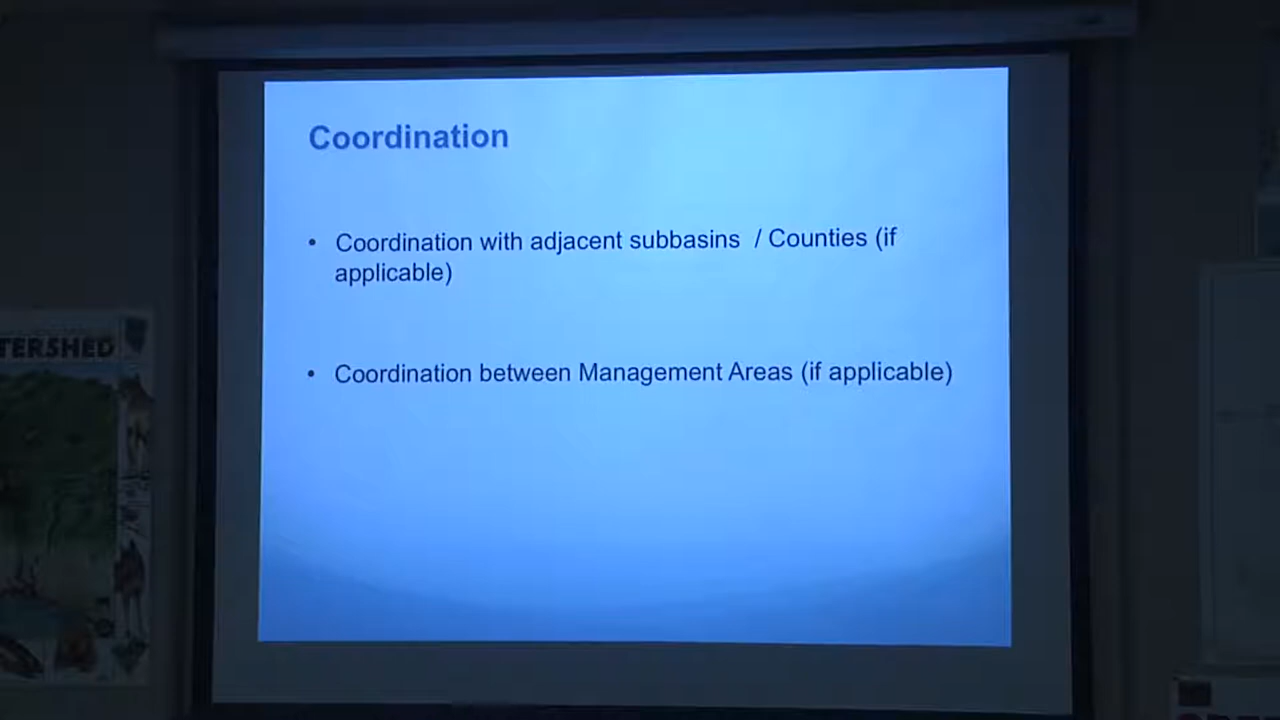 Coordination
• Coordination with adjacent subbasins / Counties (if
applicable)
• Coordination between Management Areas (if applicable)
TERSHED